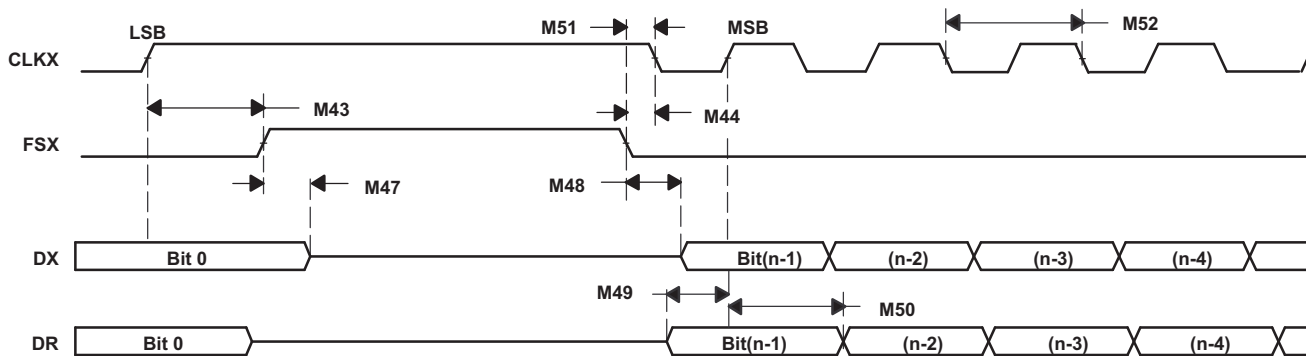 LSB
M51
MSB
M52
CLKX
M43
M44
FSX
M47
M48
DX
Bit 0
Bit(n-1)
(n-2)
(n-3)
(n-4)
M49
M50
DR
Bit 0
Bit(n-1)
(n-2)
(n-3)
(n-4)